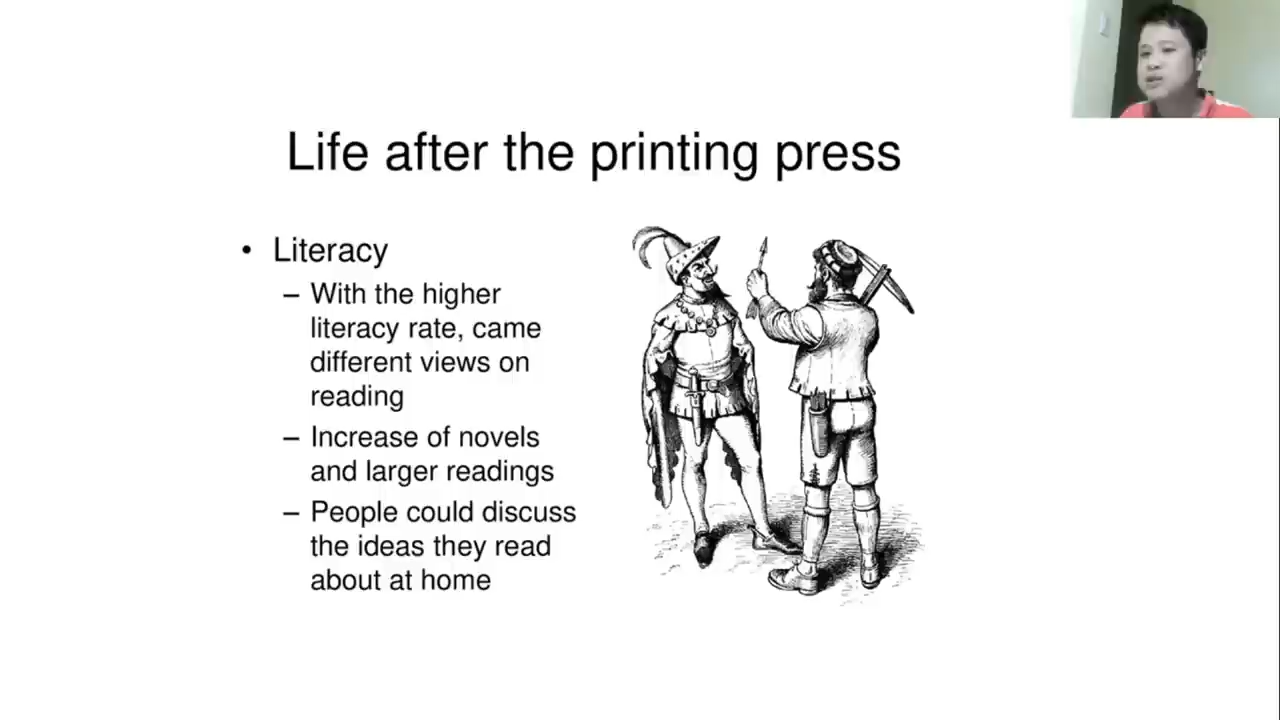 Life after the printing press
• Literacy
– With the higher
literacy rate, came
different views on
reading
– Increase of novels
and larger readings
– People could discuss
the ideas they read
about at home